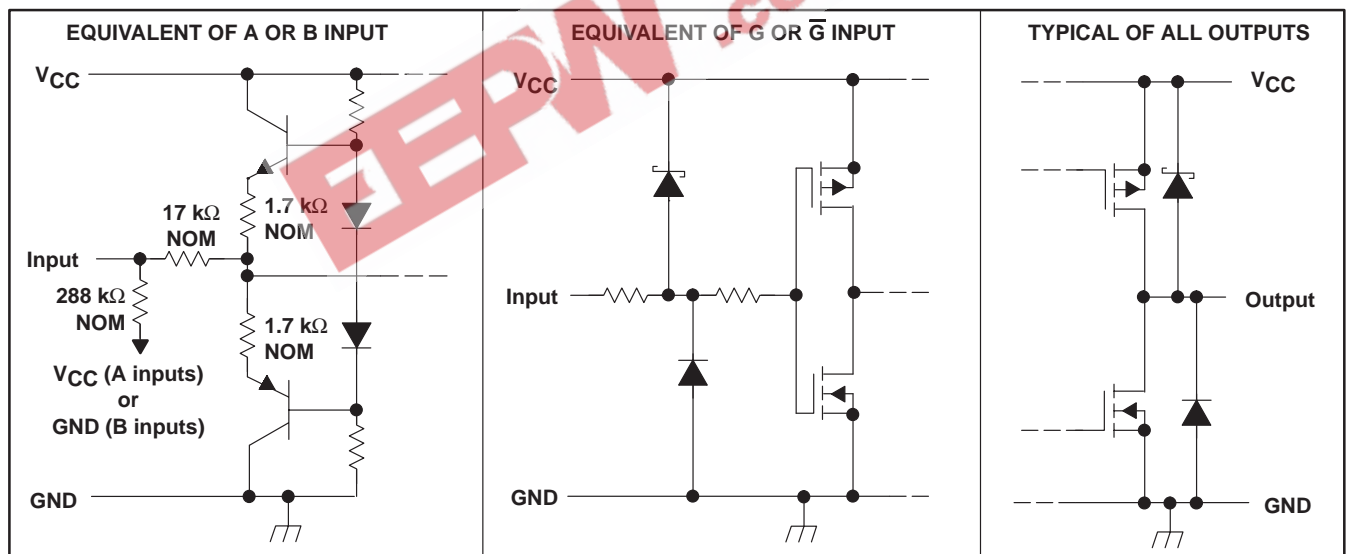 EQUIVALENT OF A OR B INPUT
VCC
17 kΩ
NOM
1.7 kΩ
NOM
Input
288 kΩ
NOM
1.7 kΩ
NOM
VCC (A inputs)
or
GND (B inputs)
GND
EQUIVALENT OF G OR G̅ INPUT
VCC
Input
GND
TYPICAL OF ALL OUTPUTS
VCC
Output
GND
EEPW
.co